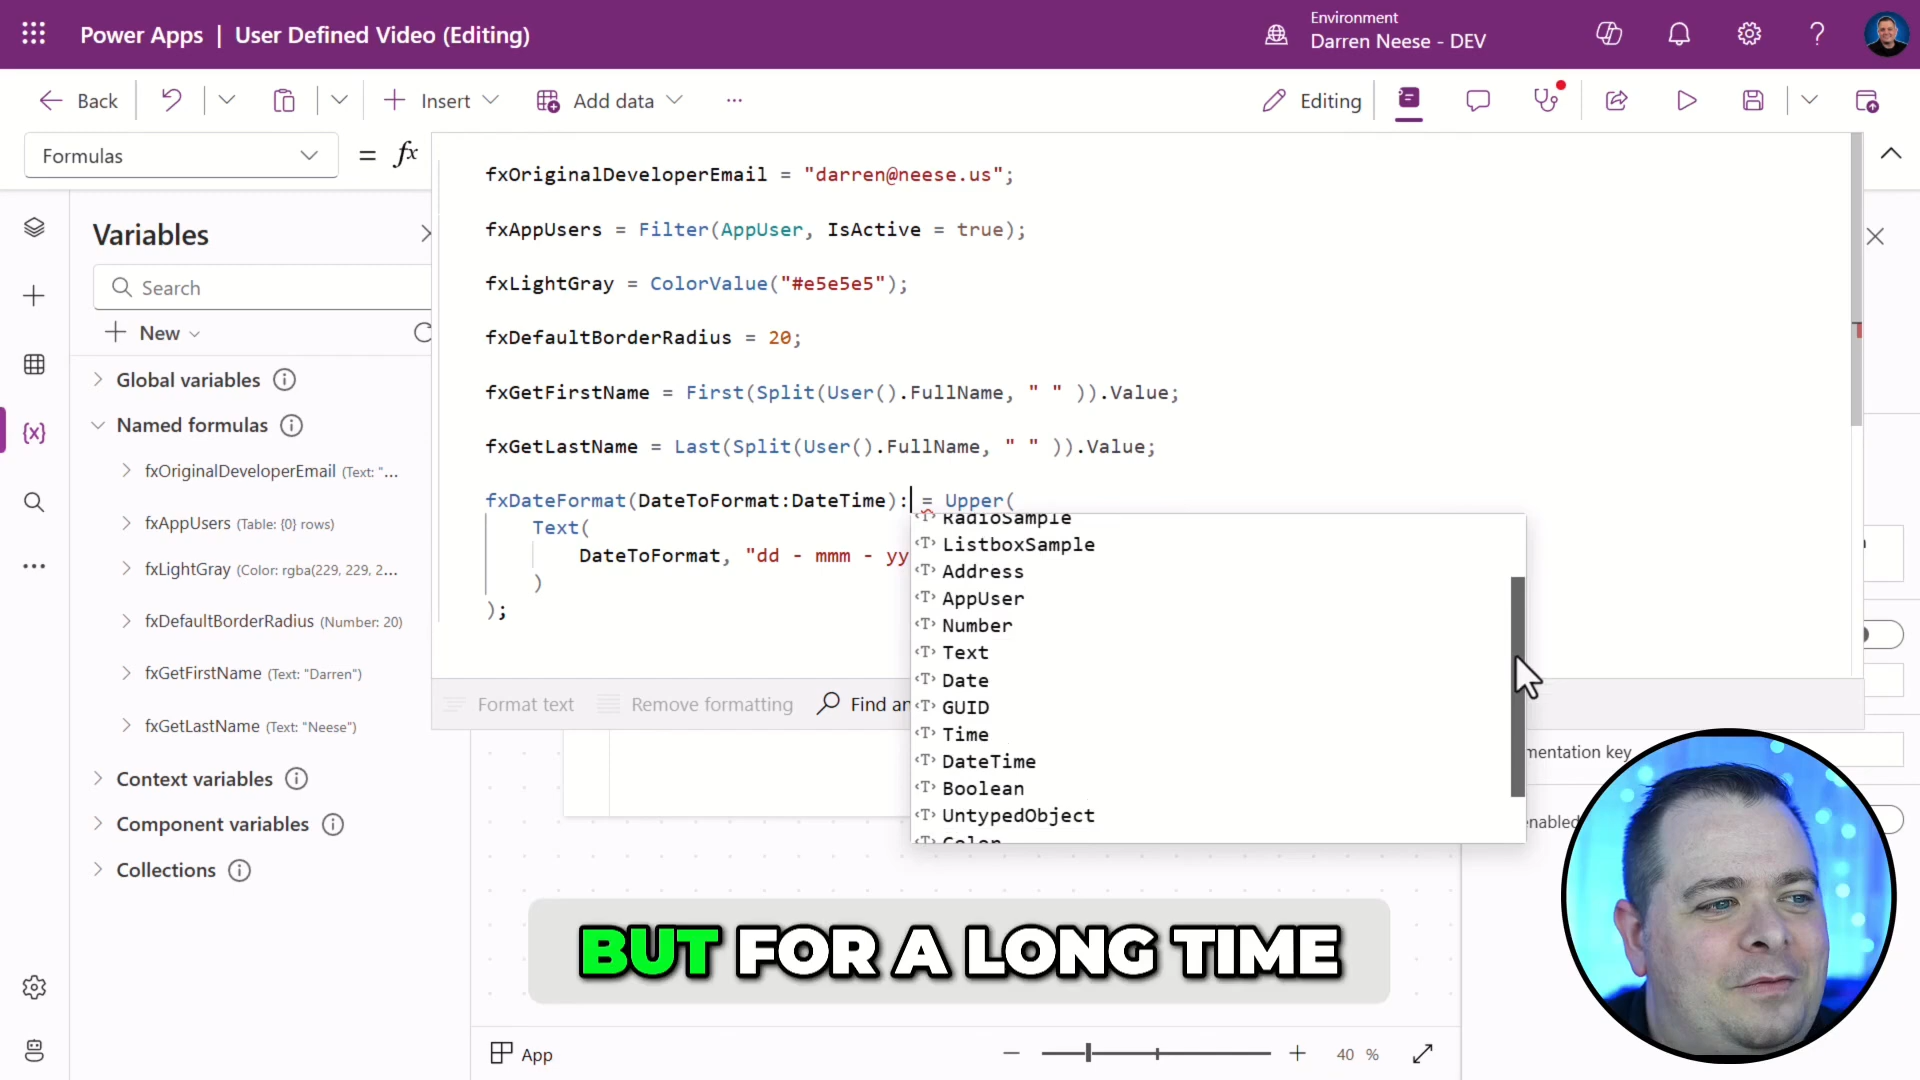 Power Apps | User Defined Video (Editing)
Environment
Darren Neese - DEV
Back
Insert
Add data
Editing
Formulas
= fx
Variables
Search
New
Global variables
Named formulas
fxOriginalDeveloperEmail (Text: "...
fxAppUsers (Table: {0} rows)
fxLightGray (Color: rgba(229, 229, 2...
fxDefaultBorderRadius (Number: 20)
fxGetFirstName (Text: "Darren")
fxGetLastName (Text: "Neese")
Context variables
Component variables
Collections
fxOriginalDeveloperEmail = "darren@neese.us";
fxAppUsers = Filter(AppUser, IsActive = true);
fxLightGray = ColorValue("#e5e5e5");
fxDefaultBorderRadius = 20;
fxGetFirstName = First(Split(User().FullName, " " )).Value;
fxGetLastName = Last(Split(User().FullName, " " )).Value;
fxDateFormat(DateToFormat:DateTime): = Upper(
Text(
DateToFormat, "dd - mmm - yy
)
);
RadioSample
ListboxSample
Address
AppUser
Number
Text
Date
GUID
Time
DateTime
Boolean
UntypedObject
Color
Format text
Remove formatting
Find an
mentation key
enabled
BUT FOR A LONG TIME
App
40 %